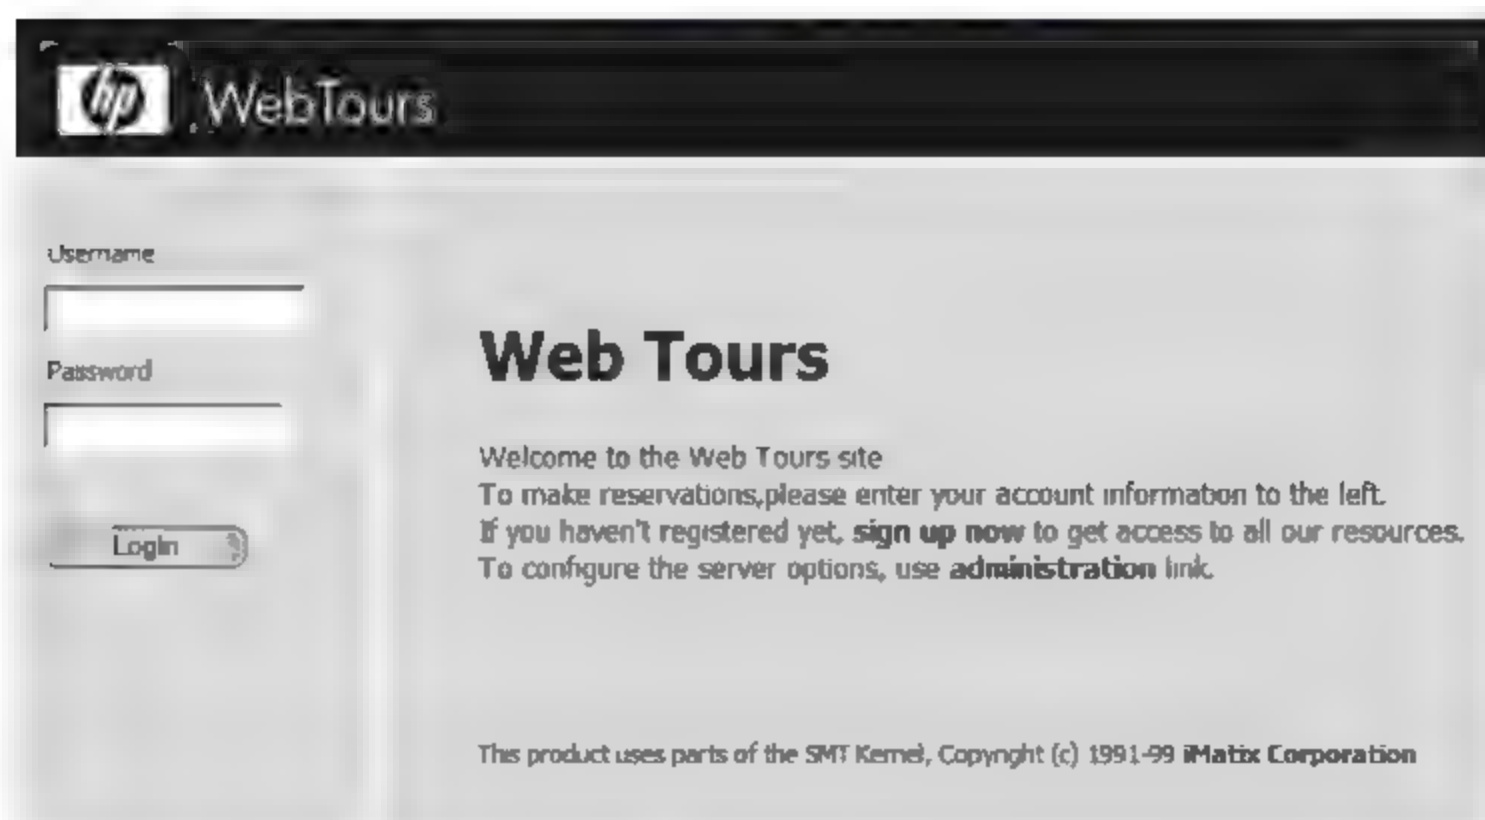 hp WebTours
Username
Password
Login
Web Tours
Welcome to the Web Tours site
To make reservations,please enter your account information to the left.
If you haven't registered yet, sign up now to get access to all our resources.
To configure the server options, use administration link.
This product uses parts of the SMT Kernel, Copyright (c) 1991-99 iMatix Corporation